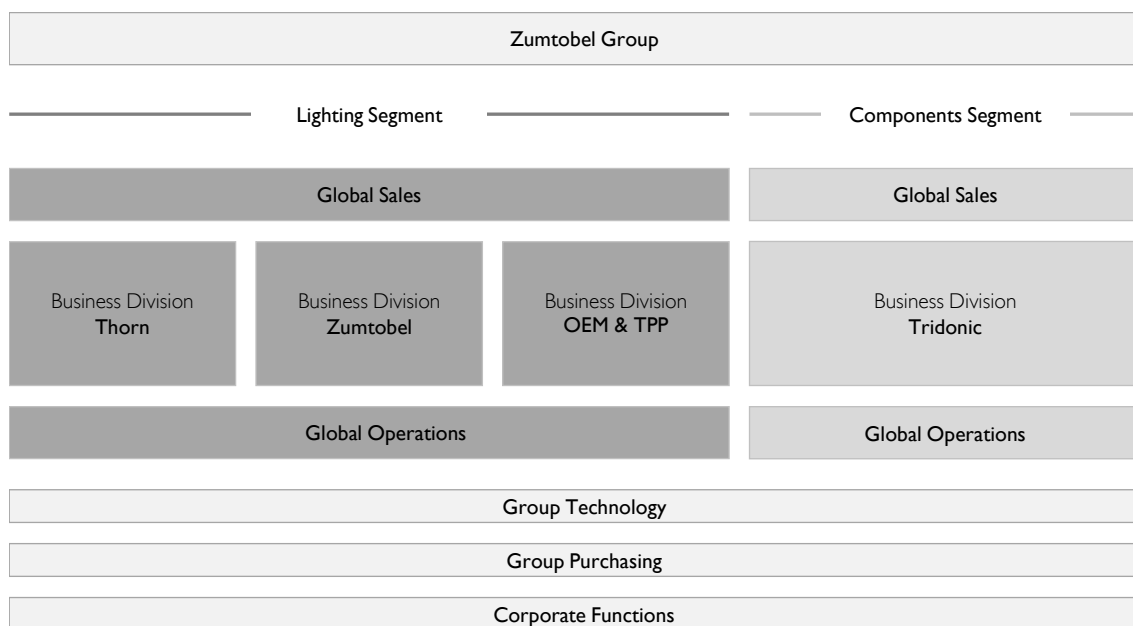 Zumtobel Group
Lighting Segment
Components Segment
Global Sales
Global Sales
Business Division
Thorn
Business Division
Zumtobel
Business Division
OEM & TPP
Business Division
Tridonic
Global Operations
Global Operations
Group Technology
Group Purchasing
Corporate Functions